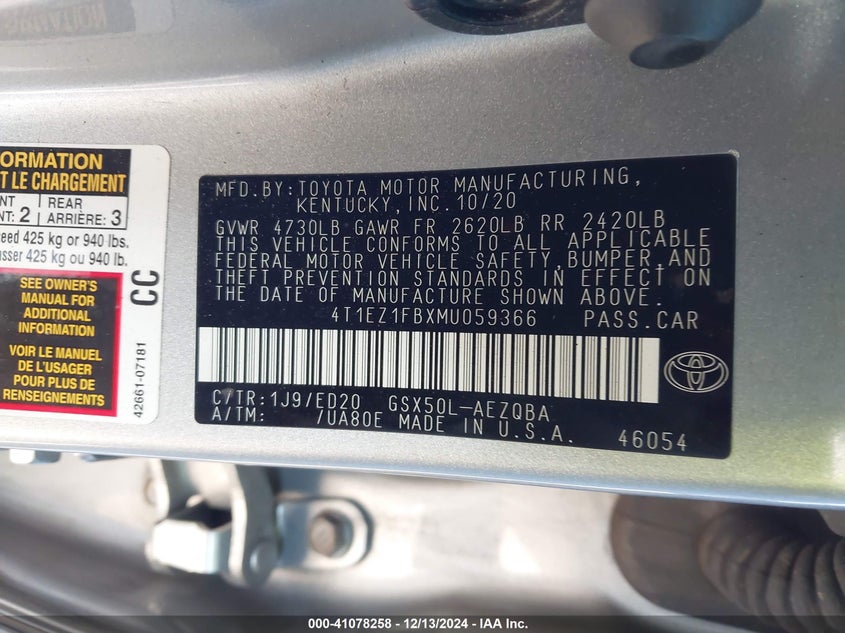 ORMATION
T LE CHARGEMENT
NT
T: 2
REAR
ARRIÈRE: 3
eed 425 kg or 940 lbs.
sser 425 kg ou 940 lb.
SEE OWNER'S
MANUAL FOR
ADDITIONAL
INFORMATION
VOIR LE MANUEL
DE L'USAGER
POUR PLUS DE
RENSEIGNEMENTS
CC
42661-07181
MFD.BY:TOYOTA MOTOR MANUFACTURING,
KENTUCKY,INC.10/20
GVWR 4730LB GAWR FR 2620LB RR 2420LB
THIS VEHICLE CONFORMS TO ALL APPLICABLE
FEDERAL MOTOR VEHICLE SAFETY,BUMPER,AND
THEFT PREVENTION STANDARDS IN EFFECT ON
THE DATE OF MANUFACTURE SHOWN ABOVE.
4T1EZ1FBXMU059366 PASS.CAR
C/TR:1J9/ED20 GSX50L-AEZQBA
A/TM: /UA80E MADE IN U.S.A.
46054
000-41078258 - 12/13/2024 - IAA Inc.